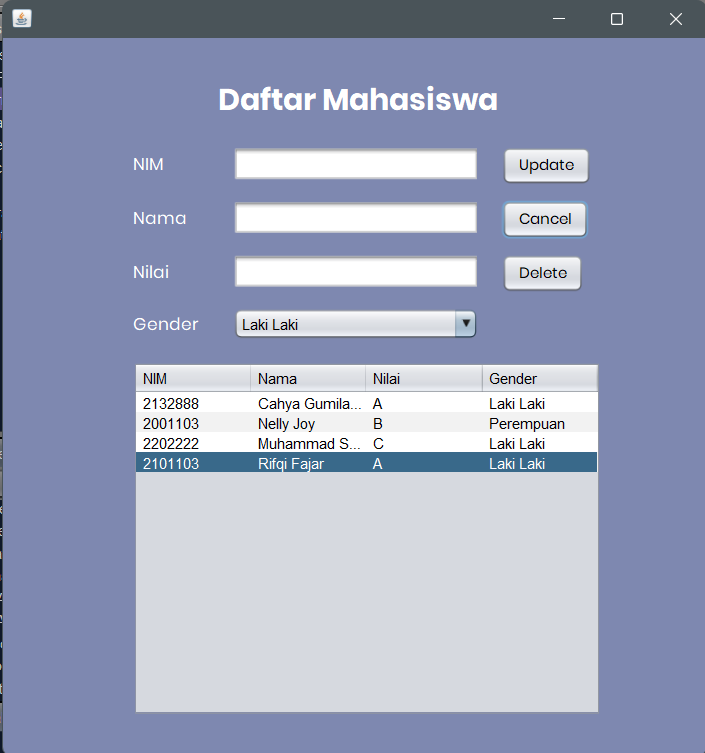 Daftar Mahasiswa
NIM
Update
Nama
Cancel
Nilai
Delete
Gender
Laki Laki
NIM Nama Nilai Gender
2132888 Cahya Gumila... A Laki Laki
2001103 Nelly Joy B Perempuan
2202222 Muhammad S... C Laki Laki
2101103 Rifqi Fajar A Laki Laki